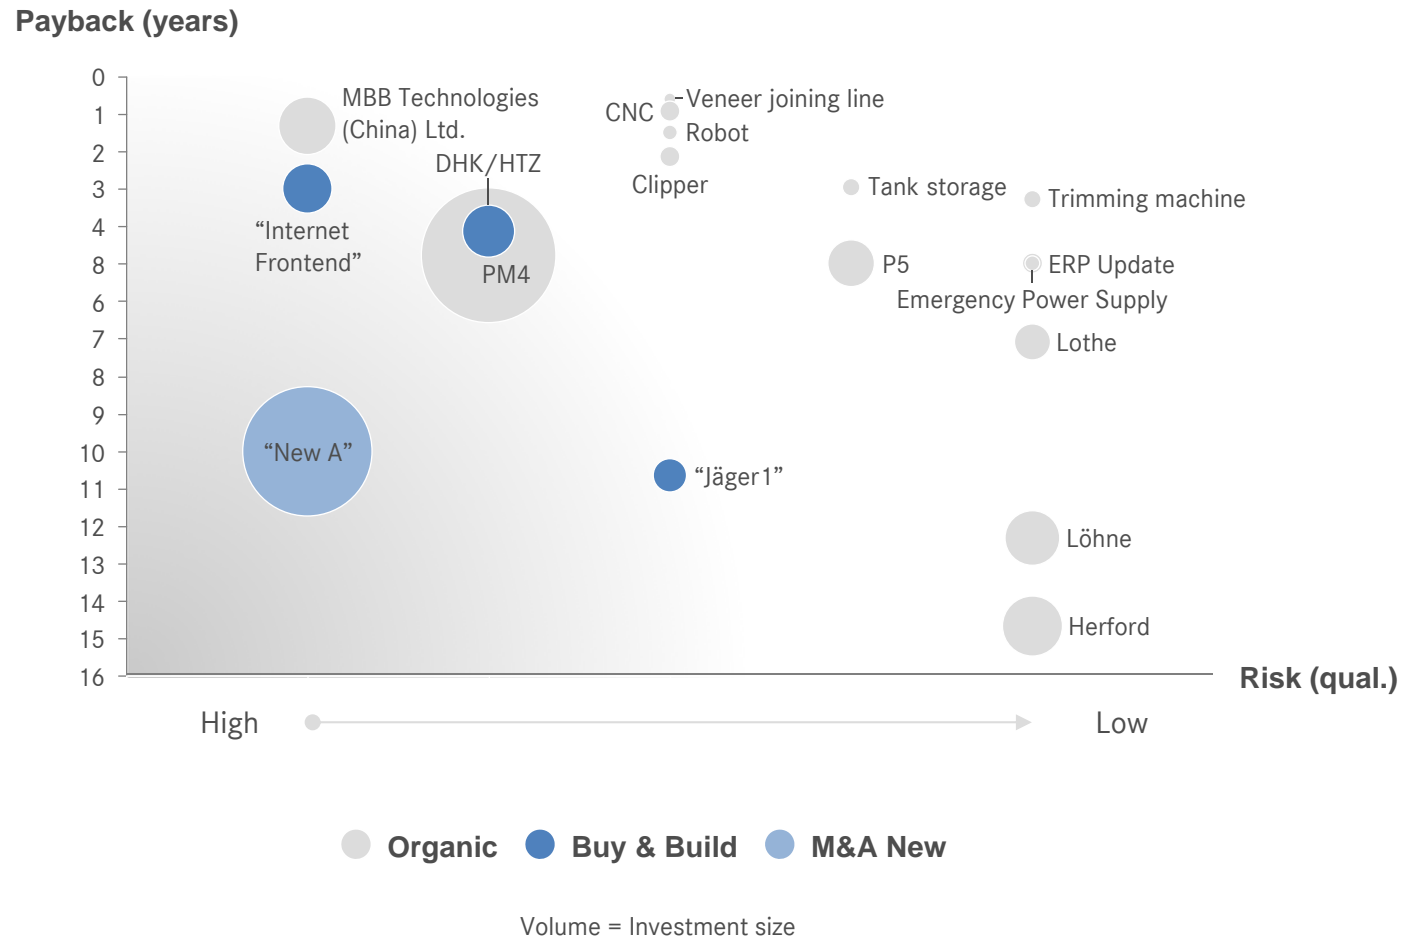 Payback (years)
0
1
2
3
4
8
6
7
8
9
10
11
12
13
14
15
16
MBB Technologies
(China) Ltd.
DHK/HTZ
“Internet
Frontend”
PM4
“New A”
Veneer joining line
CNC
Robot
Clipper
Tank storage
Trimming machine
P5
ERP Update
Emergency Power Supply
Lothe
“Jäger1”
Löhne
Herford
Risk (qual.)
High
Low
Organic
Buy & Build
M&A New
Volume = Investment size